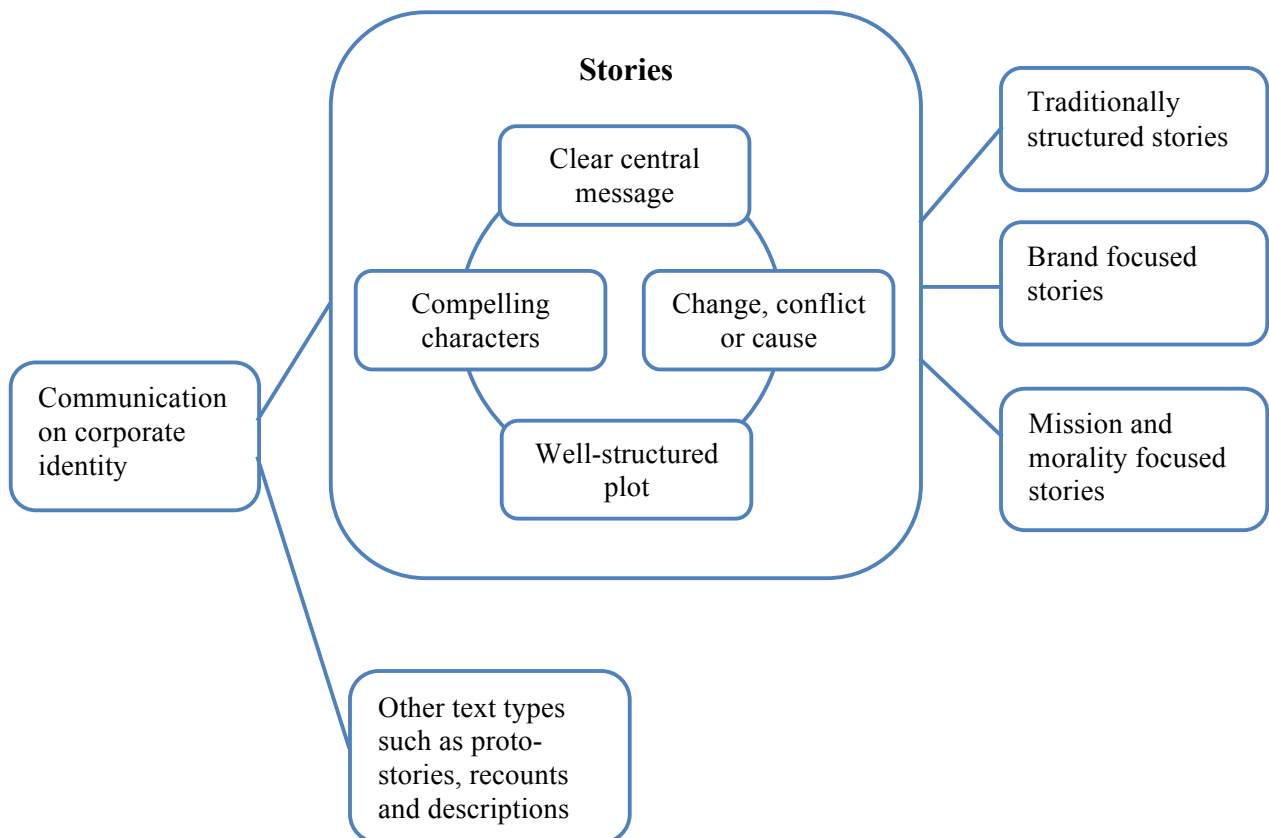 Stories
Clear central
message
Compelling
characters
Change, conflict
or cause
Well-structured
plot
Communication
on corporate
identity
Other text types
such as proto-
stories, recounts
and descriptions
Traditionally
structured stories
Brand focused
stories
Mission and
morality focused
stories